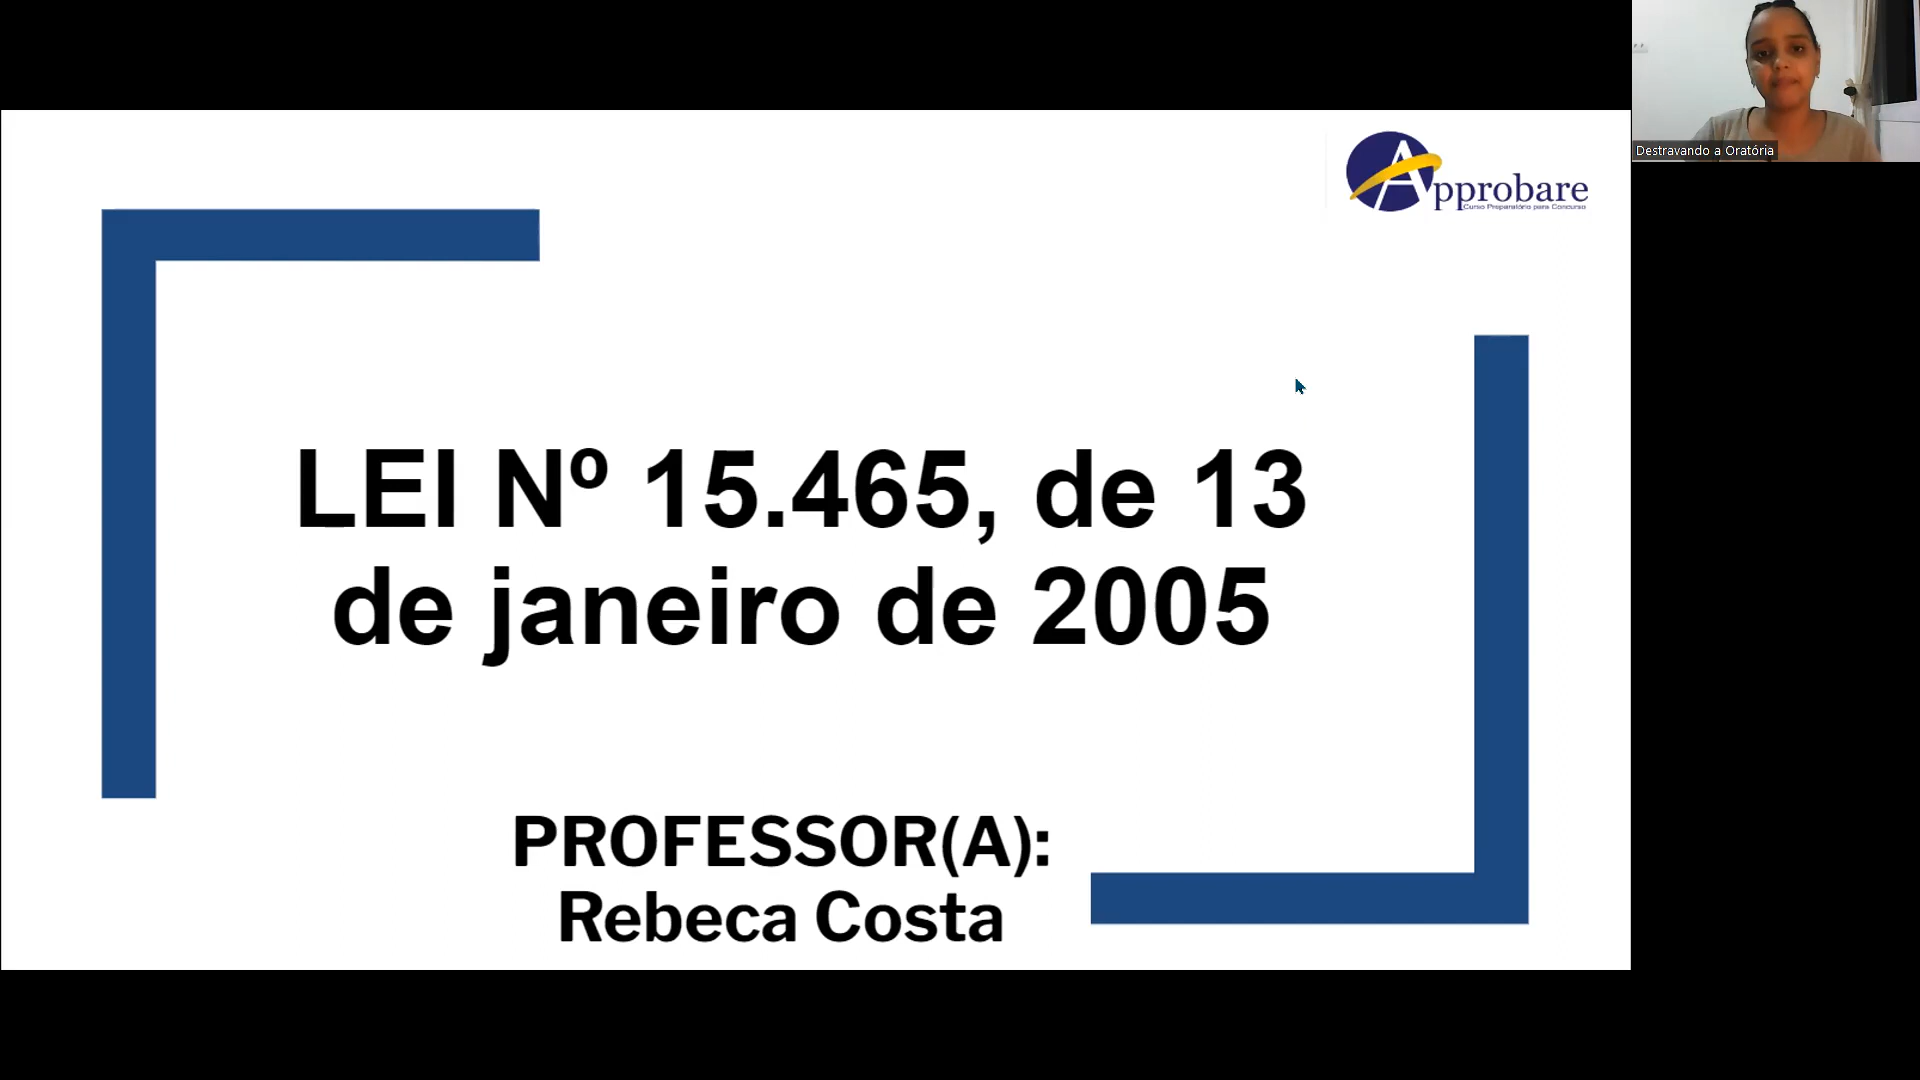 Approbare
Curso Preparatório para Concurso
Destravando a Oratória
LEI Nº 15.465, de 13
de janeiro de 2005
PROFESSOR(A):
Rebeca Costa